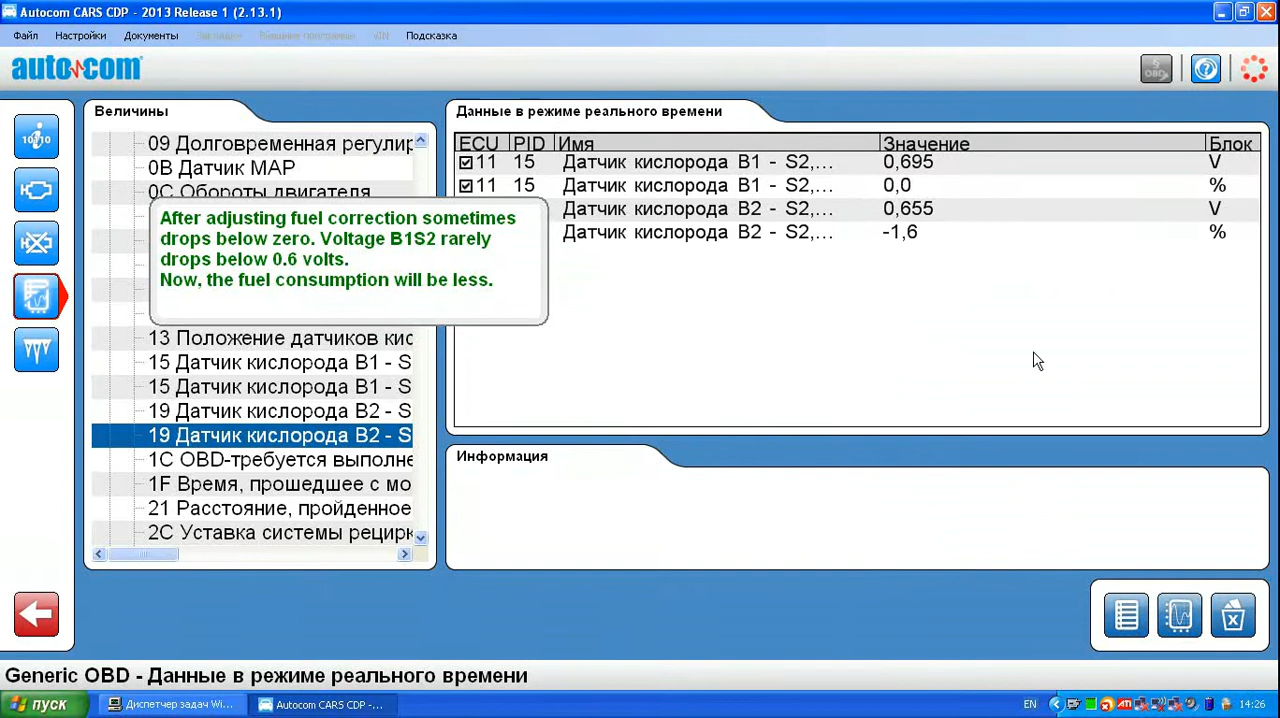 Autocom CARS CDP - 2013 Release 1 (2.13.1)
Файл Настройки Документы Закладки Внешние программы VIN Подсказка
auto com
OBD
Величины
09 Долговременная регулир
0B Датчик MAP
0C Обороты двигателя
After adjusting fuel correction sometimes
drops below zero. Voltage B1S2 rarely
drops below 0.6 volts.
Now, the fuel consumption will be less.
13 Положение датчиков кис
15 Датчик кислорода B1 - S
15 Датчик кислорода B1 - S
19 Датчик кислорода B2 - S
19 Датчик кислорода B2 - S
1C OBD-требуется выполне
1F Время, прошедшее с мо
21 Расстояние, пройденное
2C Уставка системы рецирк
Данные в режиме реального времени
ECU PID Имя Значение Блок
11 15 Датчик кислорода B1 - S2,... 0,695 V
11 15 Датчик кислорода B1 - S2,... 0,0 %
Датчик кислорода B2 - S2,... 0,655 V
Датчик кислорода B2 - S2,... -1,6 %
Информация
Generic OBD - Данные в режиме реального времени
пуск Диспетчер задач Wi... Autocom CARS CDP -... EN ATI 14:26